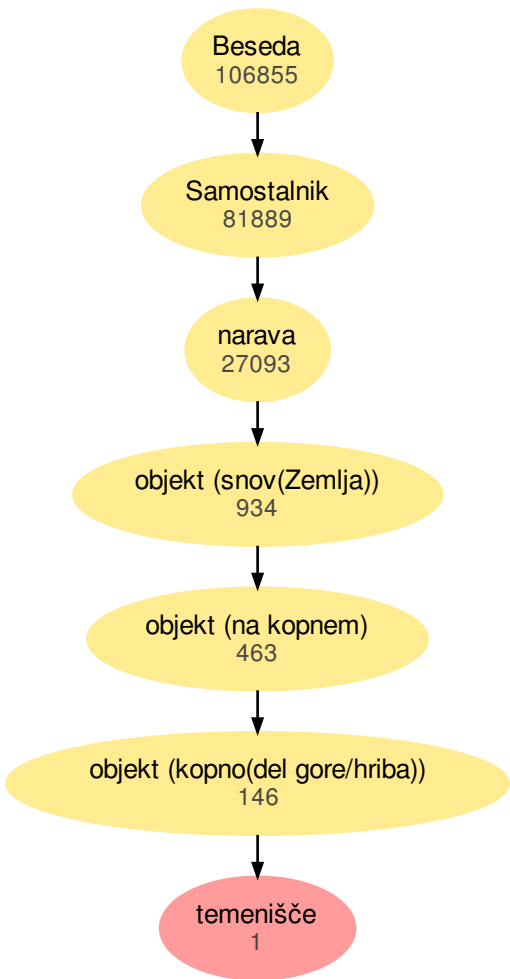 Beseda
106855
Samostalnik
81889
narava
27093
objekt (snov(Zemlja))
934
objekt (na kopnem)
463
objekt (kopno(del gore/hriba))
146
temenišče
1